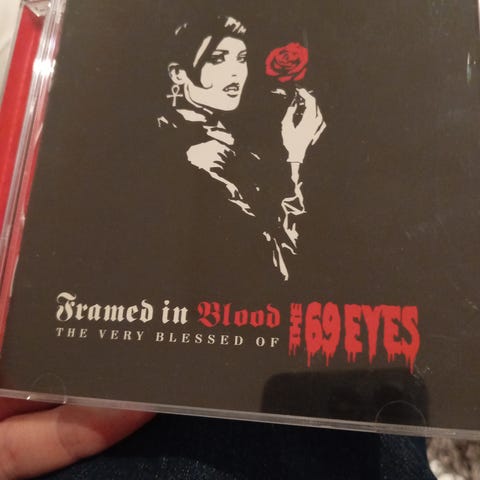 Framed in Blood
THE VERY BLESSED OF
THE 69 EYES